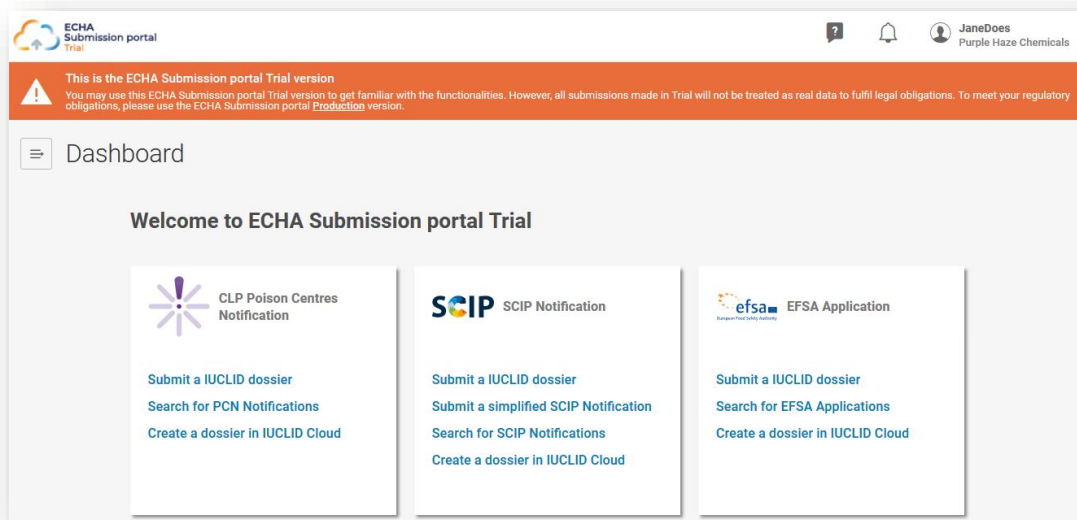 ECHA
Submission portal
Trial
?
JaneDoes
Purple Haze Chemicals
This is the ECHA Submission portal Trial version
You may use this ECHA Submission portal Trial version to get familiar with the functionalities. However, all submissions made in Trial will not be treated as real data to fulfil legal obligations. To meet your regulatory
obligations, please use the ECHA Submission portal Production version.
Dashboard
Welcome to ECHA Submission portal Trial
CLP Poison Centres
Notification
Submit a IUCLID dossier
Search for PCN Notifications
Create a dossier in IUCLID Cloud
SCIP SCIP Notification
Submit a IUCLID dossier
Submit a simplified SCIP Notification
Search for SCIP Notifications
Create a dossier in IUCLID Cloud
efsa EFSA Application
European Food Safety Authority
Submit a IUCLID dossier
Search for EFSA Applications
Create a dossier in IUCLID Cloud